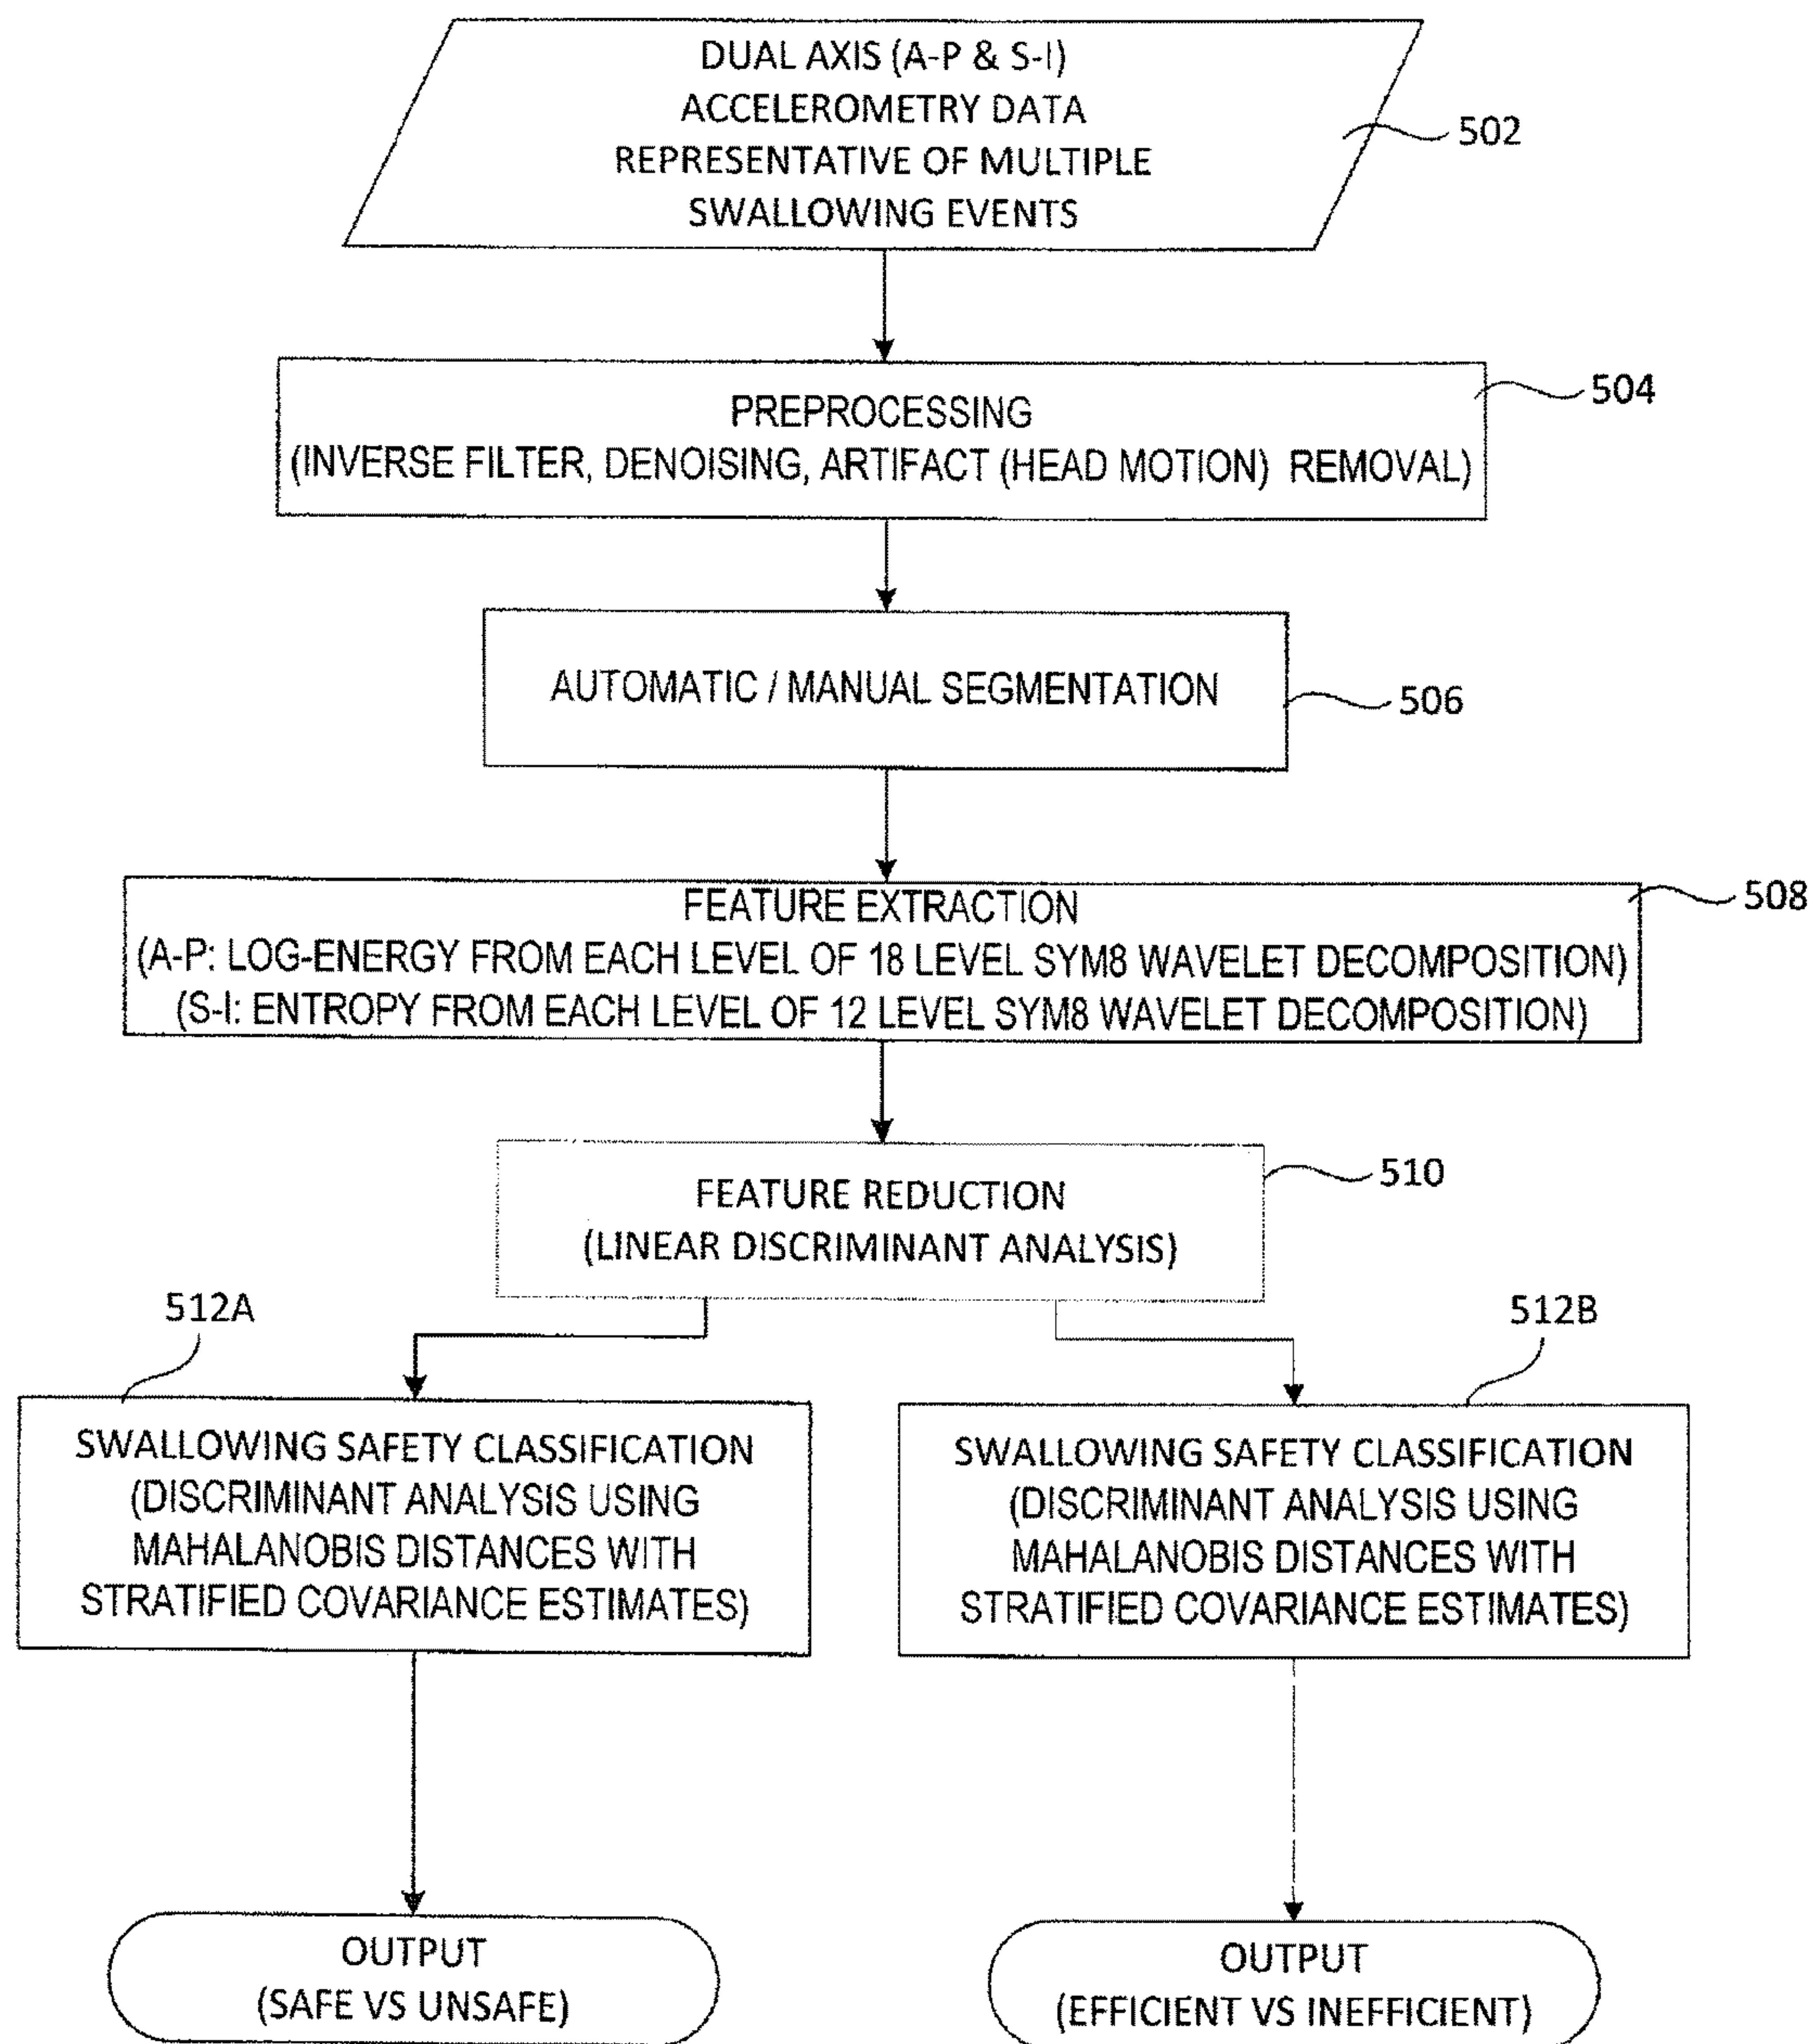 DUAL AXIS (A-P & S-I)
ACCELEROMETRY DATA
REPRESENTATIVE OF MULTIPLE
SWALLOWING EVENTS
502
PREPROCESSING
(INVERSE FILTER, DENOISING, ARTIFACT (HEAD MOTION) REMOVAL)
504
AUTOMATIC / MANUAL SEGMENTATION
506
FEATURE EXTRACTION
(A-P: LOG-ENERGY FROM EACH LEVEL OF 18 LEVEL SYM8 WAVELET DECOMPOSITION)
(S-I: ENTROPY FROM EACH LEVEL OF 12 LEVEL SYM8 WAVELET DECOMPOSITION)
508
FEATURE REDUCTION
(LINEAR DISCRIMINANT ANALYSIS)
510
512A
SWALLOWING SAFETY CLASSIFICATION
(DISCRIMINANT ANALYSIS USING
MAHALANOBIS DISTANCES WITH
STRATIFIED COVARIANCE ESTIMATES)
512B
SWALLOWING SAFETY CLASSIFICATION
(DISCRIMINANT ANALYSIS USING
MAHALANOBIS DISTANCES WITH
STRATIFIED COVARIANCE ESTIMATES)
OUTPUT
(SAFE VS UNSAFE)
OUTPUT
(EFFICIENT VS INEFFICIENT)